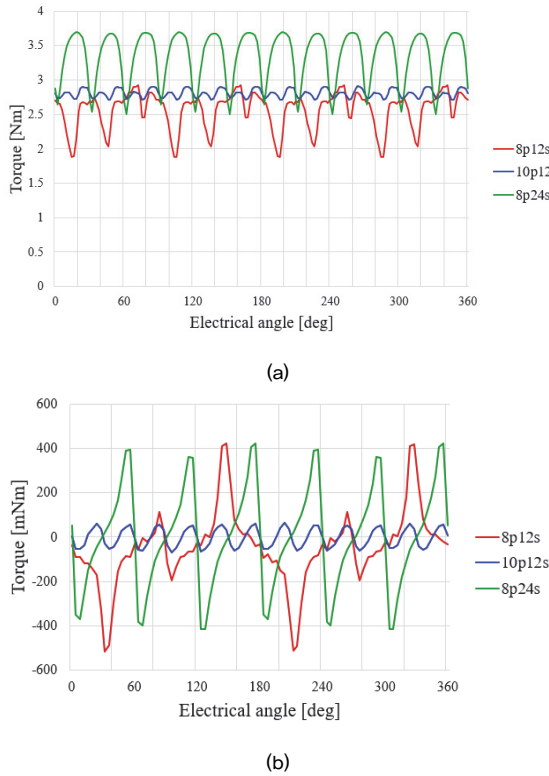 4
3.5
3
2.5
2
1.5
1
0.5
0
Torque [Nm]
0 60 120 180 240 300 360
Electrical angle [deg]
8p12s
10p12
8p24s
(a)
600
400
200
0
-200
-400
-600
Torque [mNm]
0 60 120 180 240 300 360
Electrical angle [deg]
8p12s
10p12s
8p24s
(b)